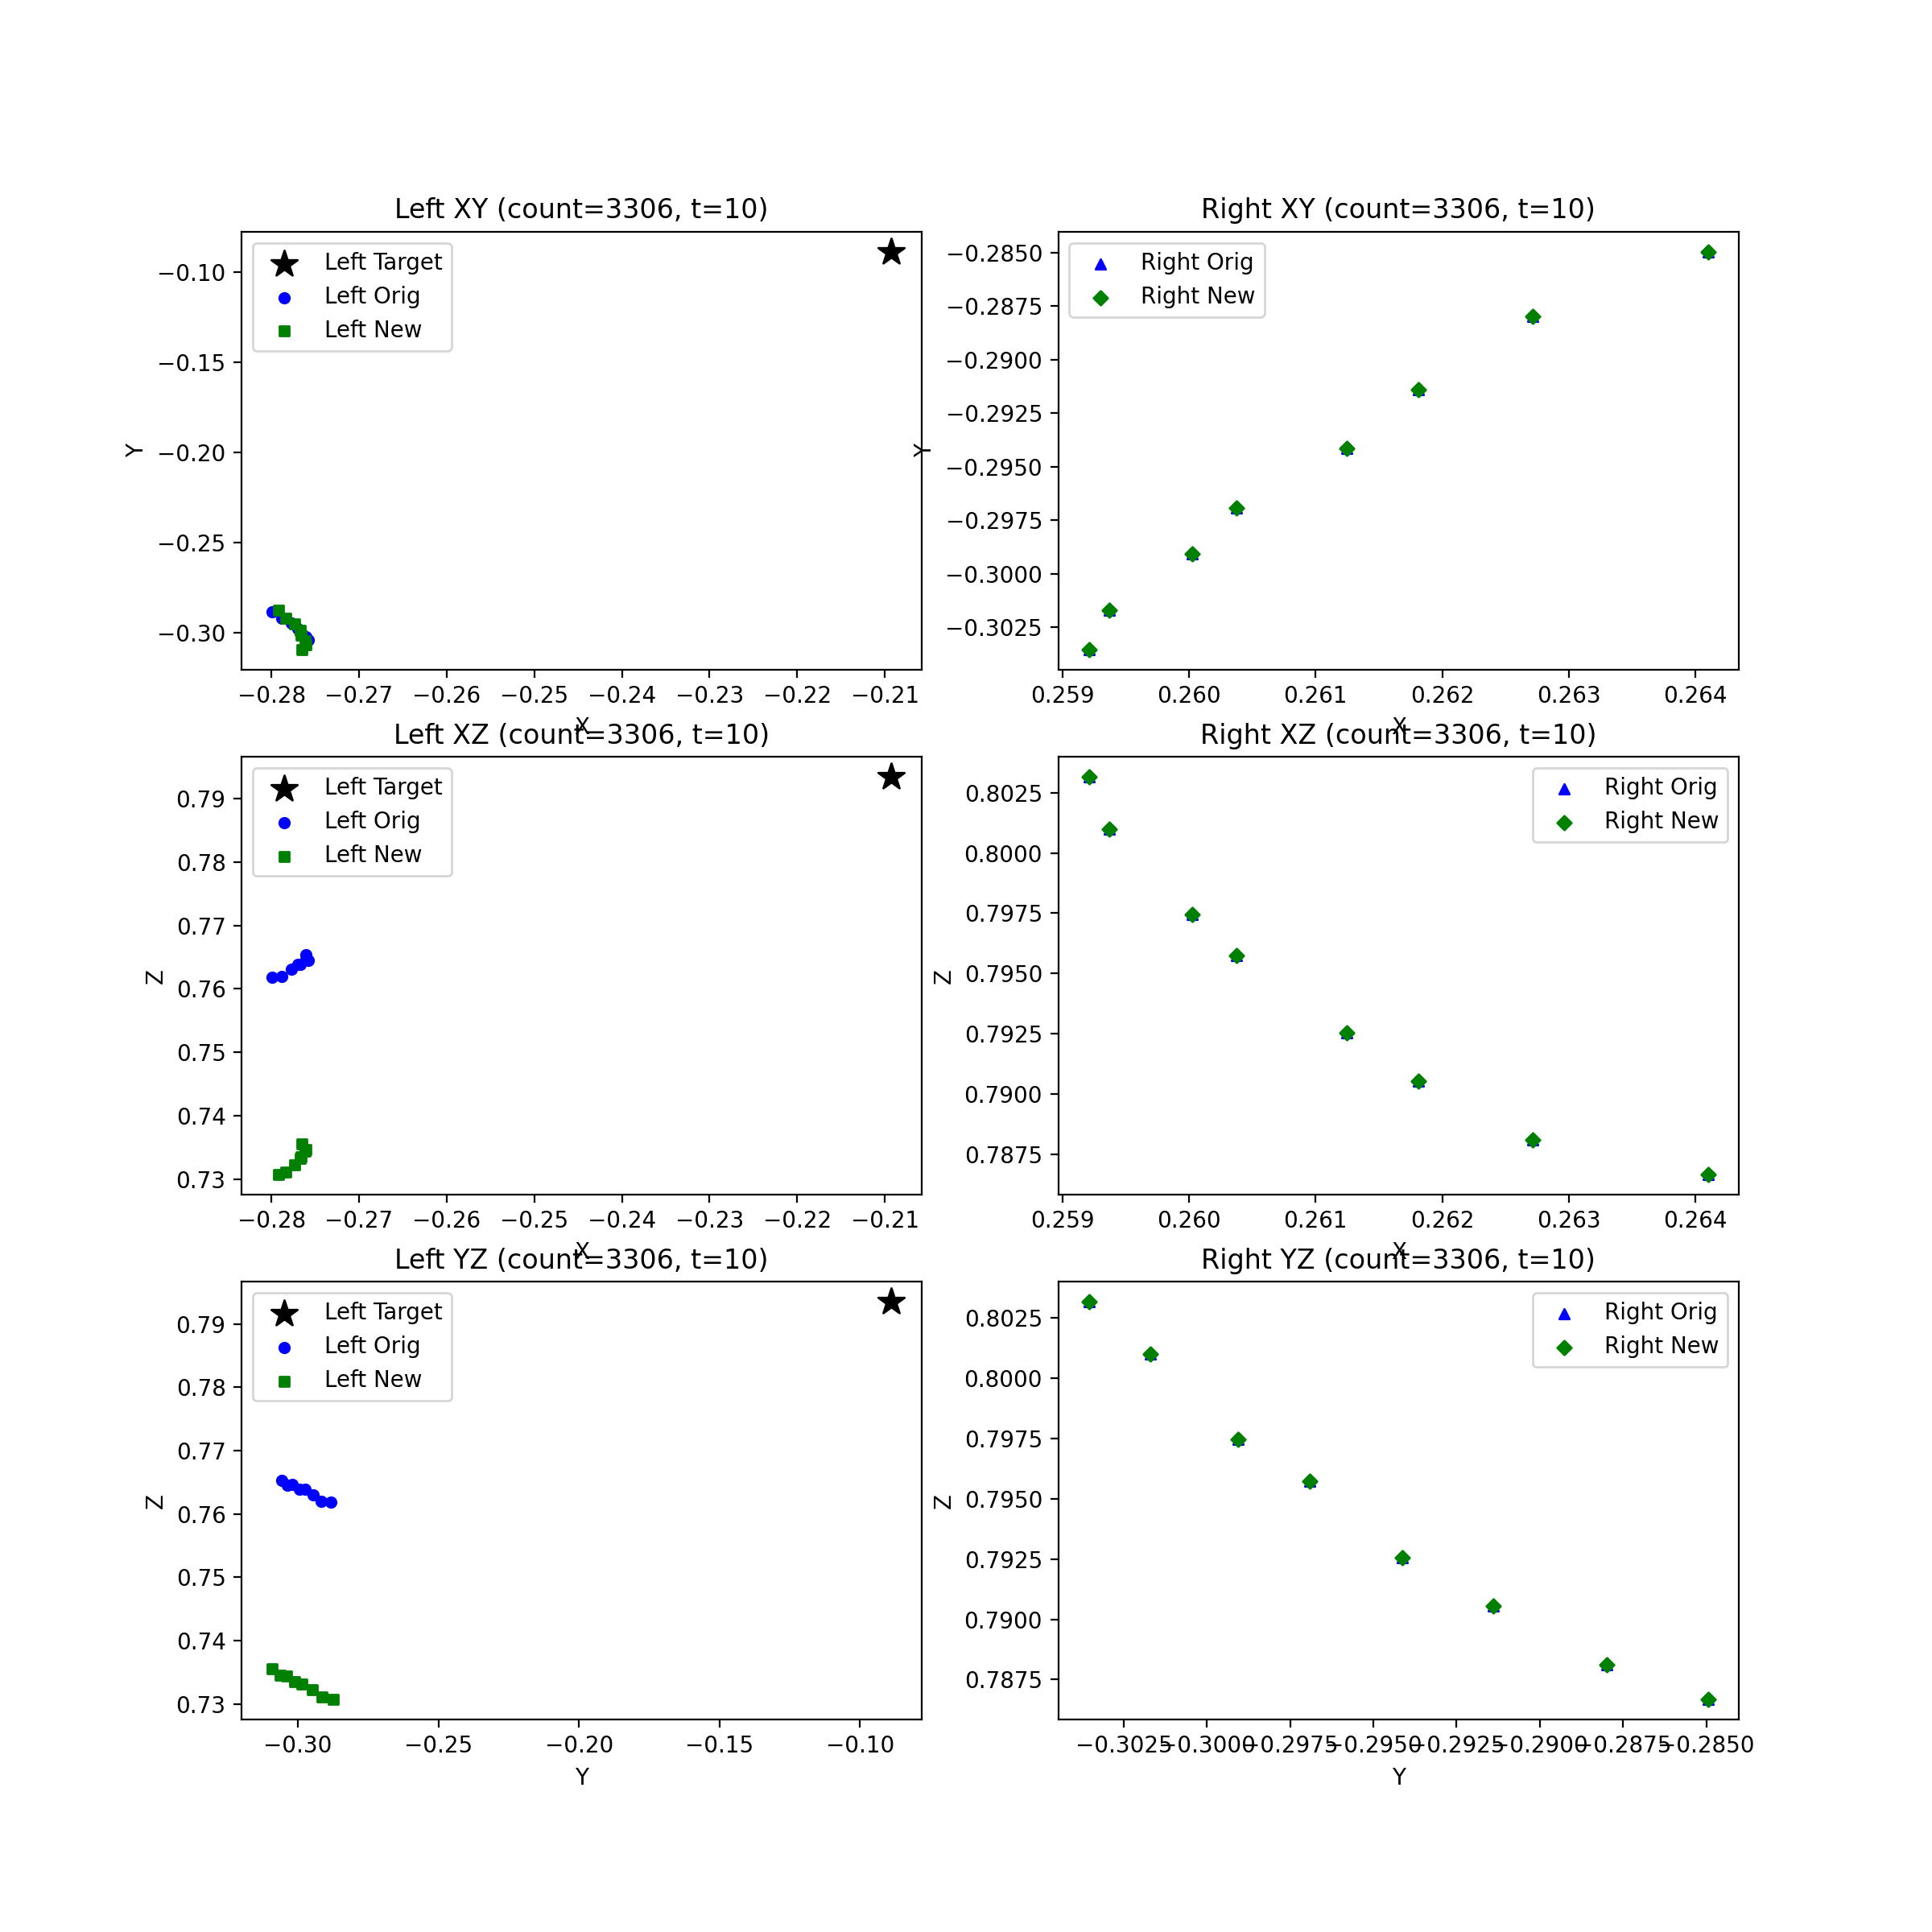 Left XY (count=3306, t=10)
Left Target
Left Orig
Left New
−0.10
−0.15
−0.20
−0.25
−0.30
Y
−0.28 −0.27 −0.26 −0.25 −0.24 −0.23 −0.22 −0.21
X
Right XY (count=3306, t=10)
Right Orig
Right New
−0.2850
−0.2875
−0.2900
−0.2925
−0.2950
−0.2975
−0.3000
−0.3025
Y
0.259 0.260 0.261 0.262 0.263 0.264
X
Left XZ (count=3306, t=10)
Left Target
Left Orig
Left New
0.79
0.78
0.77
0.76
0.75
0.74
0.73
Z
−0.28 −0.27 −0.26 −0.25 −0.24 −0.23 −0.22 −0.21
X
Right XZ (count=3306, t=10)
Right Orig
Right New
0.8025
0.8000
0.7975
0.7950
0.7925
0.7900
0.7875
Z
0.259 0.260 0.261 0.262 0.263 0.264
X
Left YZ (count=3306, t=10)
Left Target
Left Orig
Left New
0.79
0.78
0.77
0.76
0.75
0.74
0.73
Z
−0.30 −0.25 −0.20 −0.15 −0.10
Y
Right YZ (count=3306, t=10)
Right Orig
Right New
0.8025
0.8000
0.7975
0.7950
0.7925
0.7900
0.7875
Z
−0.3025 −0.3000 −0.2975 −0.2950 −0.2925 −0.2900 −0.2875 −0.2850
Y